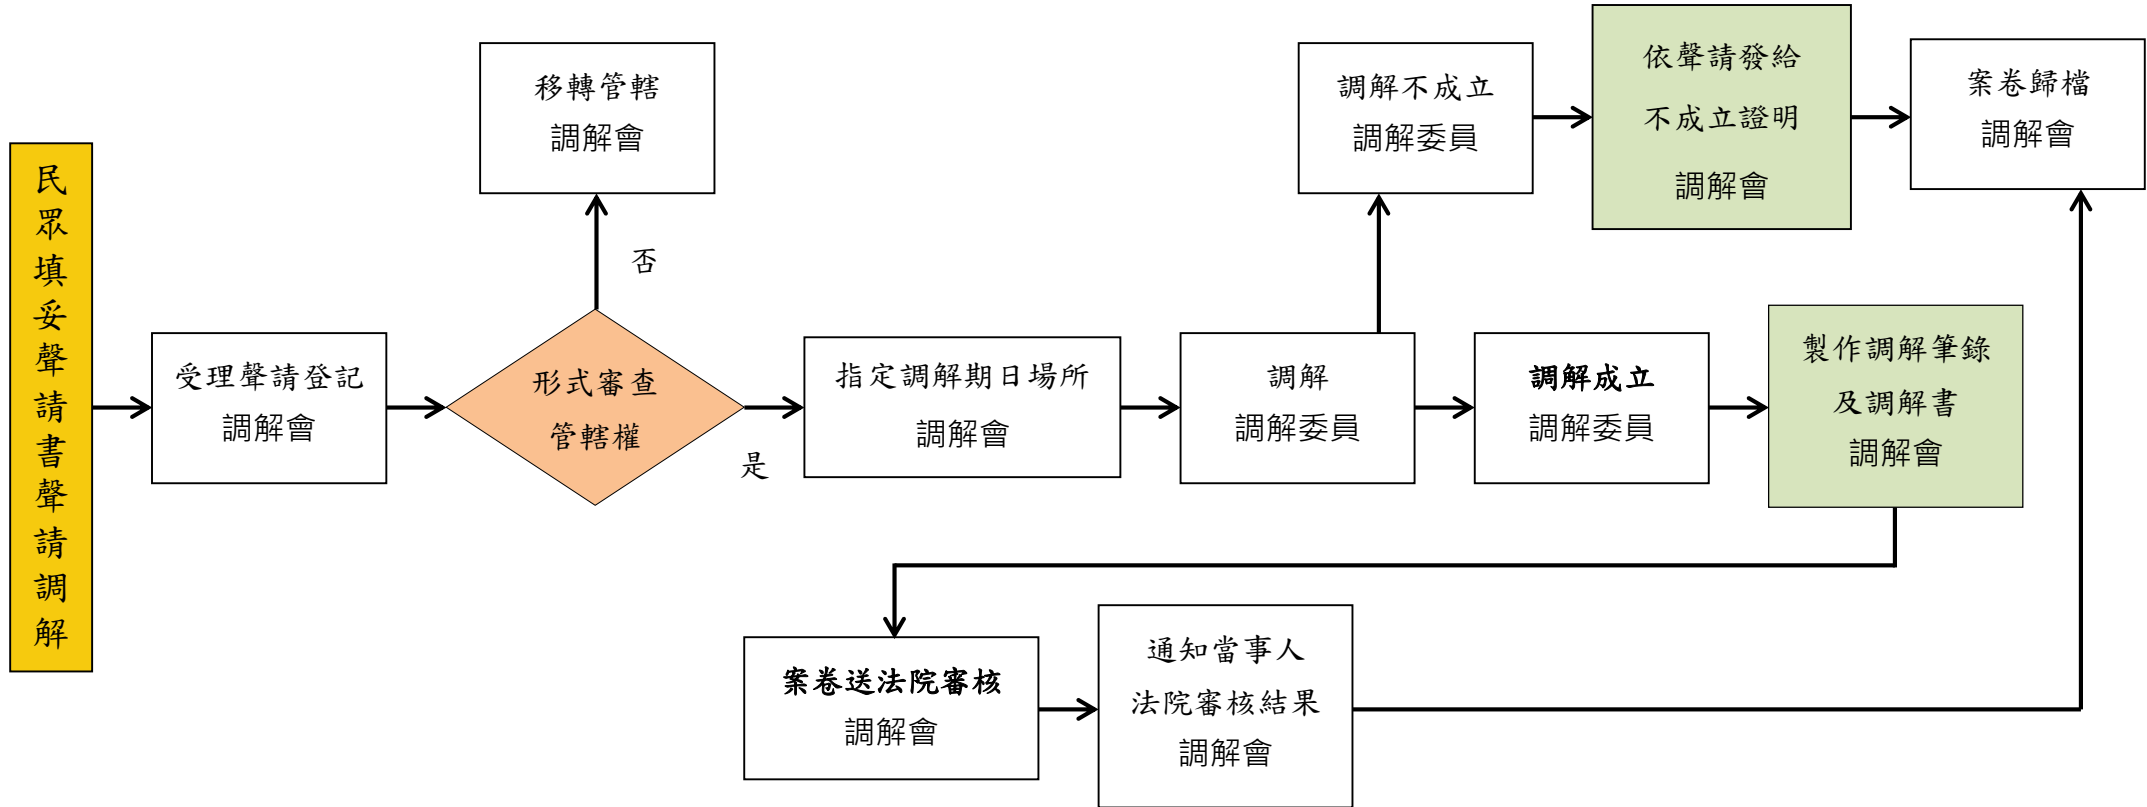 民眾填妥聲請書聲請調解
受理聲請登記
調解會
形式審查
管轄權
否
移轉管轄
調解會
是
指定調解期日場所
調解會
調解
調解委員
調解不成立
調解委員
依聲請發給
不成立證明
調解會
案卷歸檔
調解會
調解成立
調解委員
製作調解筆錄
及調解書
調解會
案卷送法院審核
調解會
通知當事人
法院審核結果
調解會